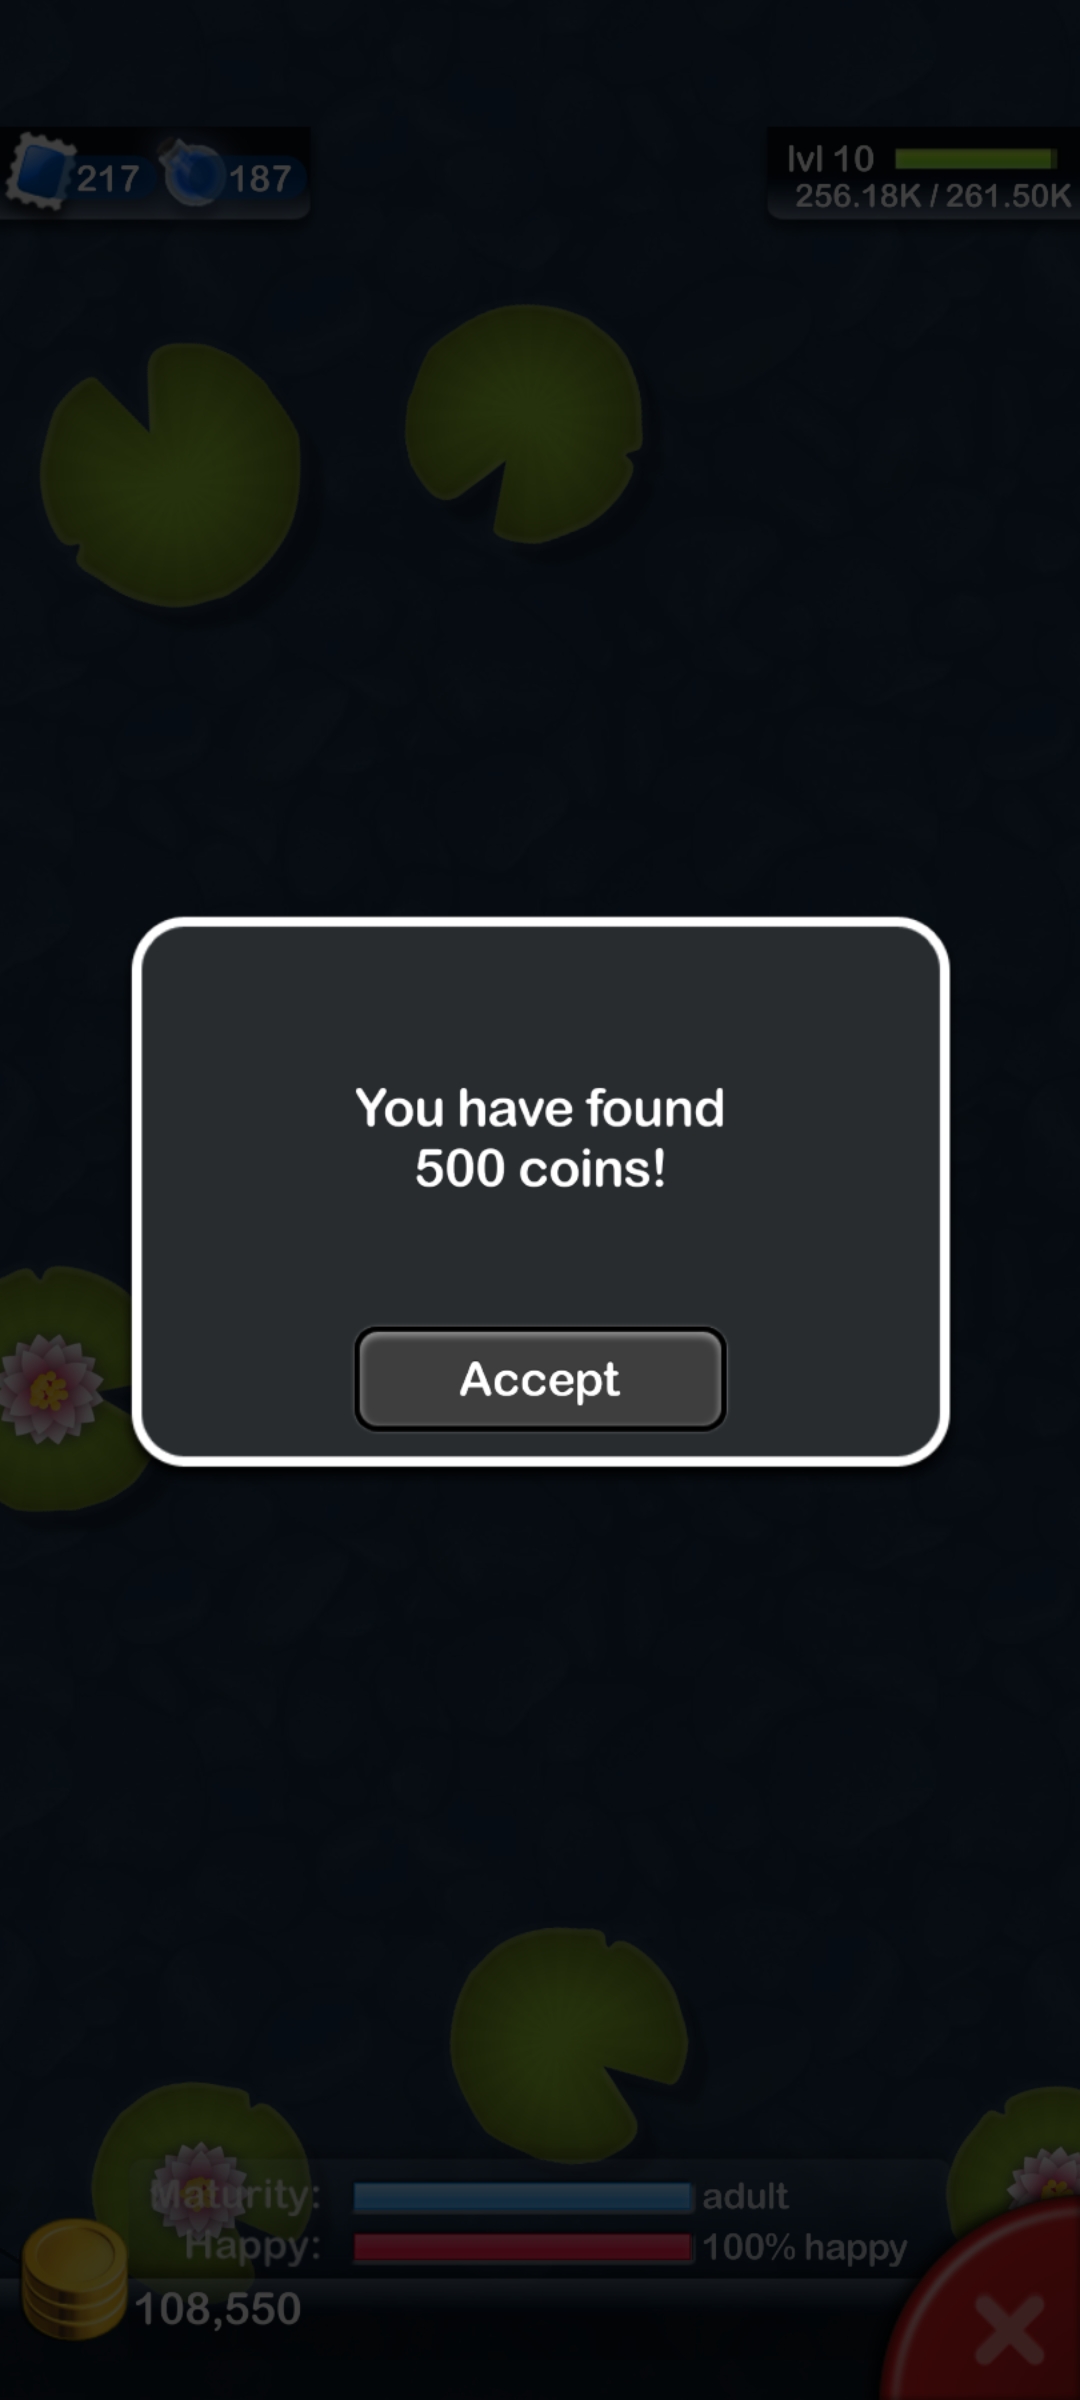 217 187
lvl 10
256.18K / 261.50K
You have found
500 coins!
Accept
Maturity: adult
Happy: 100% happy
108,550